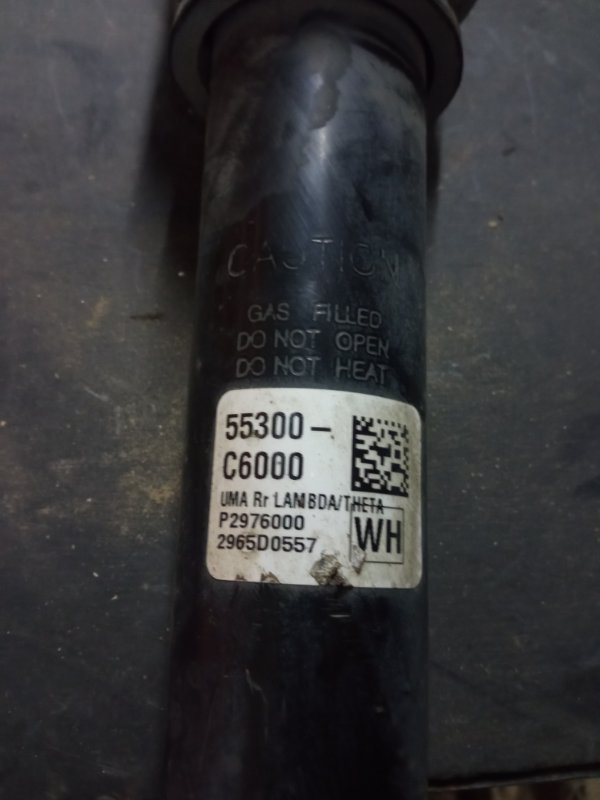 CAUTION
GAS FILLED
DO NOT OPEN
DO NOT HEAT
55300-
C6000
UMA Rr LAMBDA/THETA
P2976000
2965D0557
WH